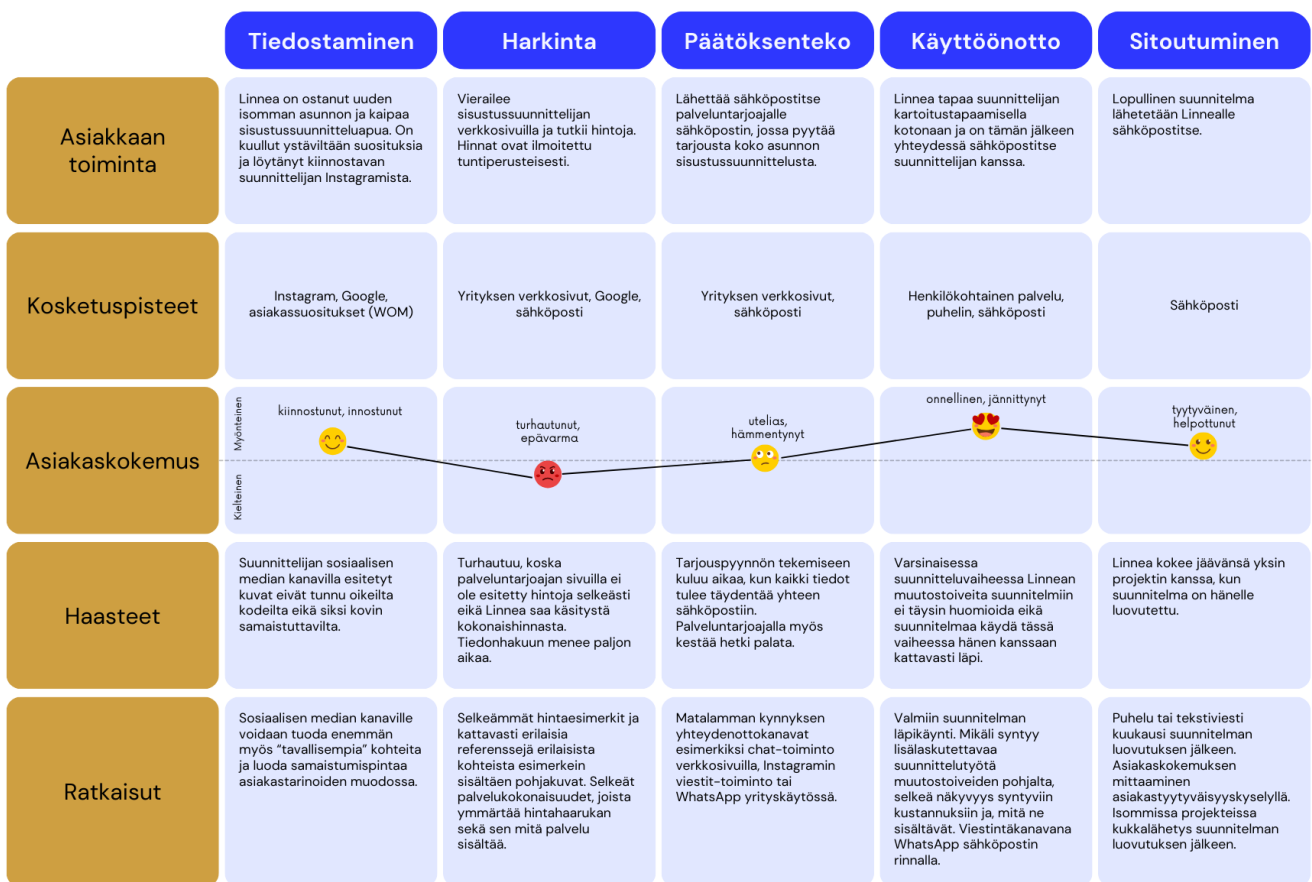 Tiedostaminen
Harkinta
Päätöksenteko
Käyttöönotto
Sitoutuminen
Asiakkaan
toiminta
Linnea on ostanut uuden
isomman asunnon ja kaipaa
sisustussuunnitteluapua. On
kuullut ystäviltään suosituksia
ja löytänyt kiinnostavan
suunnittelijan Instagramista.
Vierailee
sisustussuunnittelijan
verkkosivuilla ja tutkii hintoja.
Hinnat ovat ilmoitettu
tuntiperusteisesti.
Lähettää sähköpostitse
palveluntarjoajalle
sähköpostin, jossa pyytää
tarjousta koko asunnon
sisustussuunnittelusta.
Linnea tapaa suunnittelijan
kartoitustapaamisella
kotonaan ja on tämän jälkeen
yhteydessä sähköpostitse
suunnittelijan kanssa.
Lopullinen suunnitelma
lähetetään Linnealle
sähköpostitse.
Kosketuspisteet
Instagram, Google,
asiakassuositukset (WOM)
Yrityksen verkkosivut, Google,
sähköposti
Yrityksen verkkosivut,
sähköposti
Henkilökohtainen palvelu,
puhelin, sähköposti
Sähköposti
Asiakaskokemus
Myönteinen
Kielteinen
kiinnostunut, innostunut
turhautunut,
epävarma
utelias,
hämmentynyt
onnellinen, jännittynyt
tyytyväinen,
helpottunut
Haasteet
Suunnittelijan sosiaalisen
median kanavilla esitetyt
kuvat eivät tunnu oikeilta
kodeilta eikä siksi kovin
samaistuttavilta.
Turhautuu, koska
palveluntarjoajan sivuilla ei
ole esitetty hintoja selkeästi
eikä Linnea saa käsitystä
kokonaishinnasta.
Tiedonhakuun menee paljon
aikaa.
Tarjouspyynnön tekemiseen
kuluu aikaa, kun kaikki tiedot
tulee täydentää yhteen
sähköpostiin.
Palveluntarjoajalla myös
kestää hetki palata.
Varsinaisessa
suunnitteluvaiheessa Linnean
muutostoiveita suunnitelmiin
ei täysin huomioida eikä
suunnitelmaa käydä tässä
vaiheessa hänen kanssaan
kattavasti läpi.
Linnea kokee jäävänsä yksin
projektin kanssa, kun
suunnitelma on hänelle
luovutettu.
Ratkaisut
Sosiaalisen median kanaville
voidaan tuoda enemmän
myös “tavallisempia” kohteita
ja luoda samaistumispintaa
asiakastarinoiden muodossa.
Selkeämmät hintaesimerkit ja
kattavasti erilaisia
referenssejä erilaisista
kohteista esimerkein
sisältäen pohjakuvat. Selkeät
palvelukokonaisuudet, joista
ymmärtää hintahaarukan
sekä sen mitä palvelu
sisältää.
Matalamman kynnyksen
yhteydenottokanavat
esimerkiksi chat-toiminto
verkkosivuilla, Instagramin
viestit-toiminto tai
WhatsApp yrityskäytössä.
Valmiin suunnitelman
läpikäynti. Mikäli syntyy
lisälaskutettavaa
suunnittelutyötä
muutostoiveiden pohjalta,
selkeä näkyvyys syntyviin
kustannuksiin ja, mitä ne
sisältävät. Viestintäkanavana
WhatsApp sähköpostin
rinnalla.
Puhelu tai tekstiviesti
kuukausi suunnitelman
luovutuksen jälkeen.
Asiakaskokemuksen
mittaaminen
asiakastyytyväisyyskyselyllä.
Isommissa projekteissa
kukkalähetys suunnitelman
luovutuksen jälkeen.